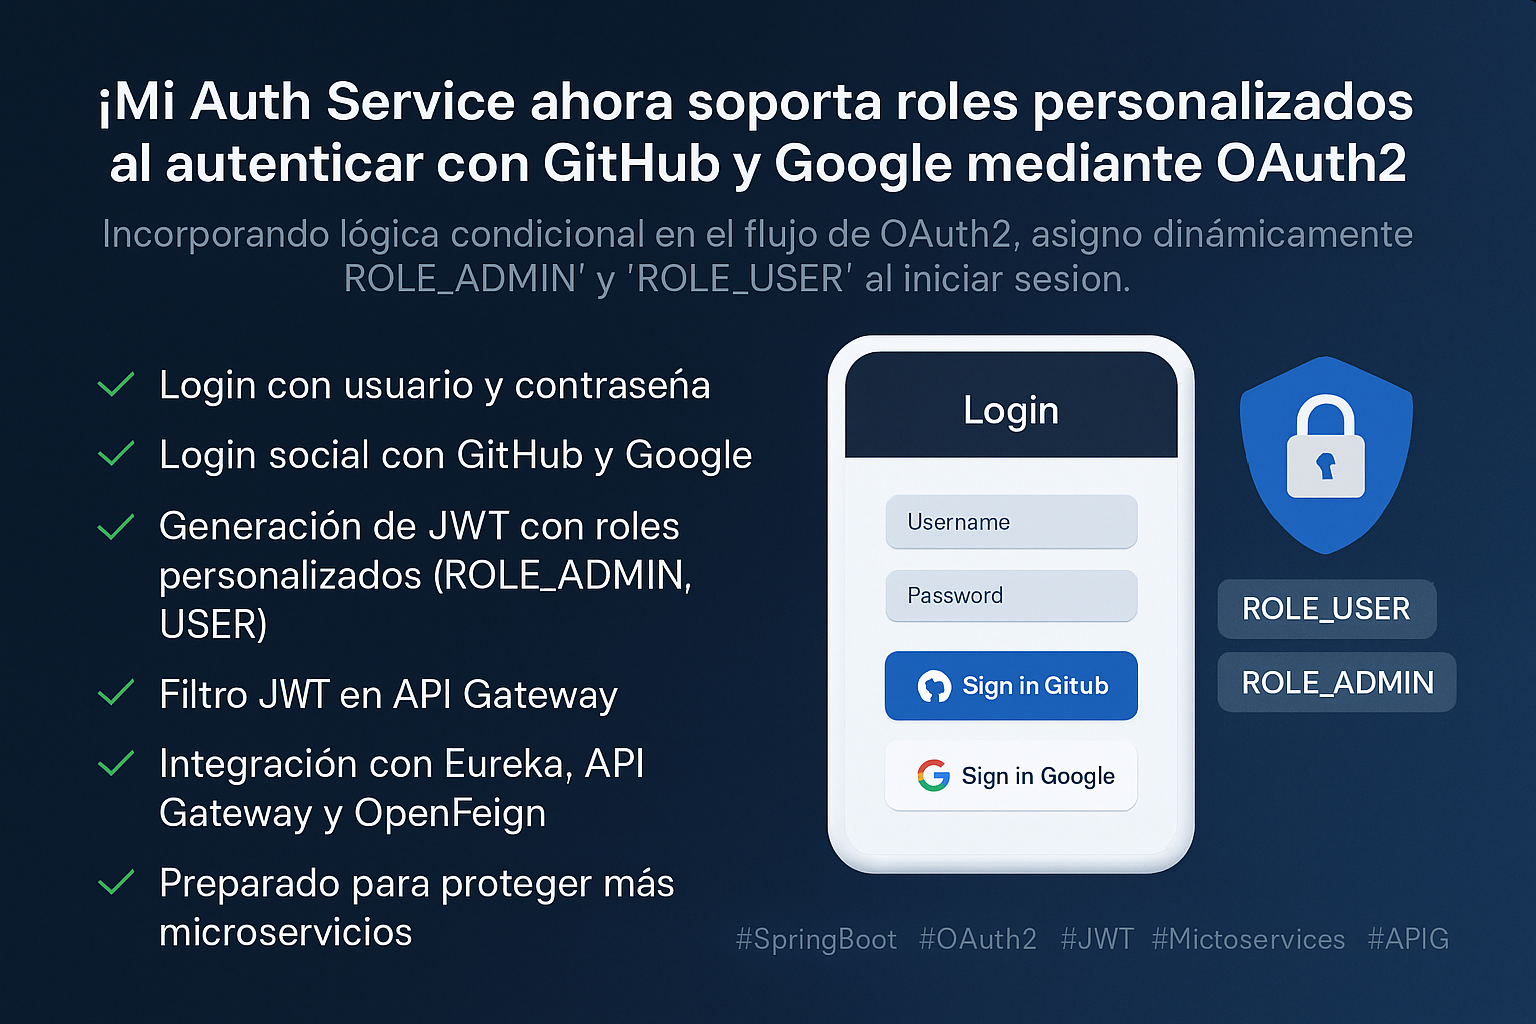 ¡Mi Auth Service ahora soporta roles personalizados
al autenticar con GitHub y Google mediante OAuth2
Incorporando lógica condicional en el flujo de OAuth2, asigno dinámicamente
ROLE_ADMIN' y 'ROLE_USER' al iniciar sesion.
Login con usuario y contraseńa
Login social con GitHub y Google
Generación de JWT con roles
personalizados (ROLE_ADMIN,
USER)
Filtro JWT en API Gateway
Integración con Eureka, API
Gateway y OpenFeign
Preparado para proteger más
microservicios
Login
Username
Password
Sign in Gitub
Sign in Google
ROLE_USER
ROLE_ADMIN
#SpringBoot #OAuth2 #JWT #Mictoservices #APIG